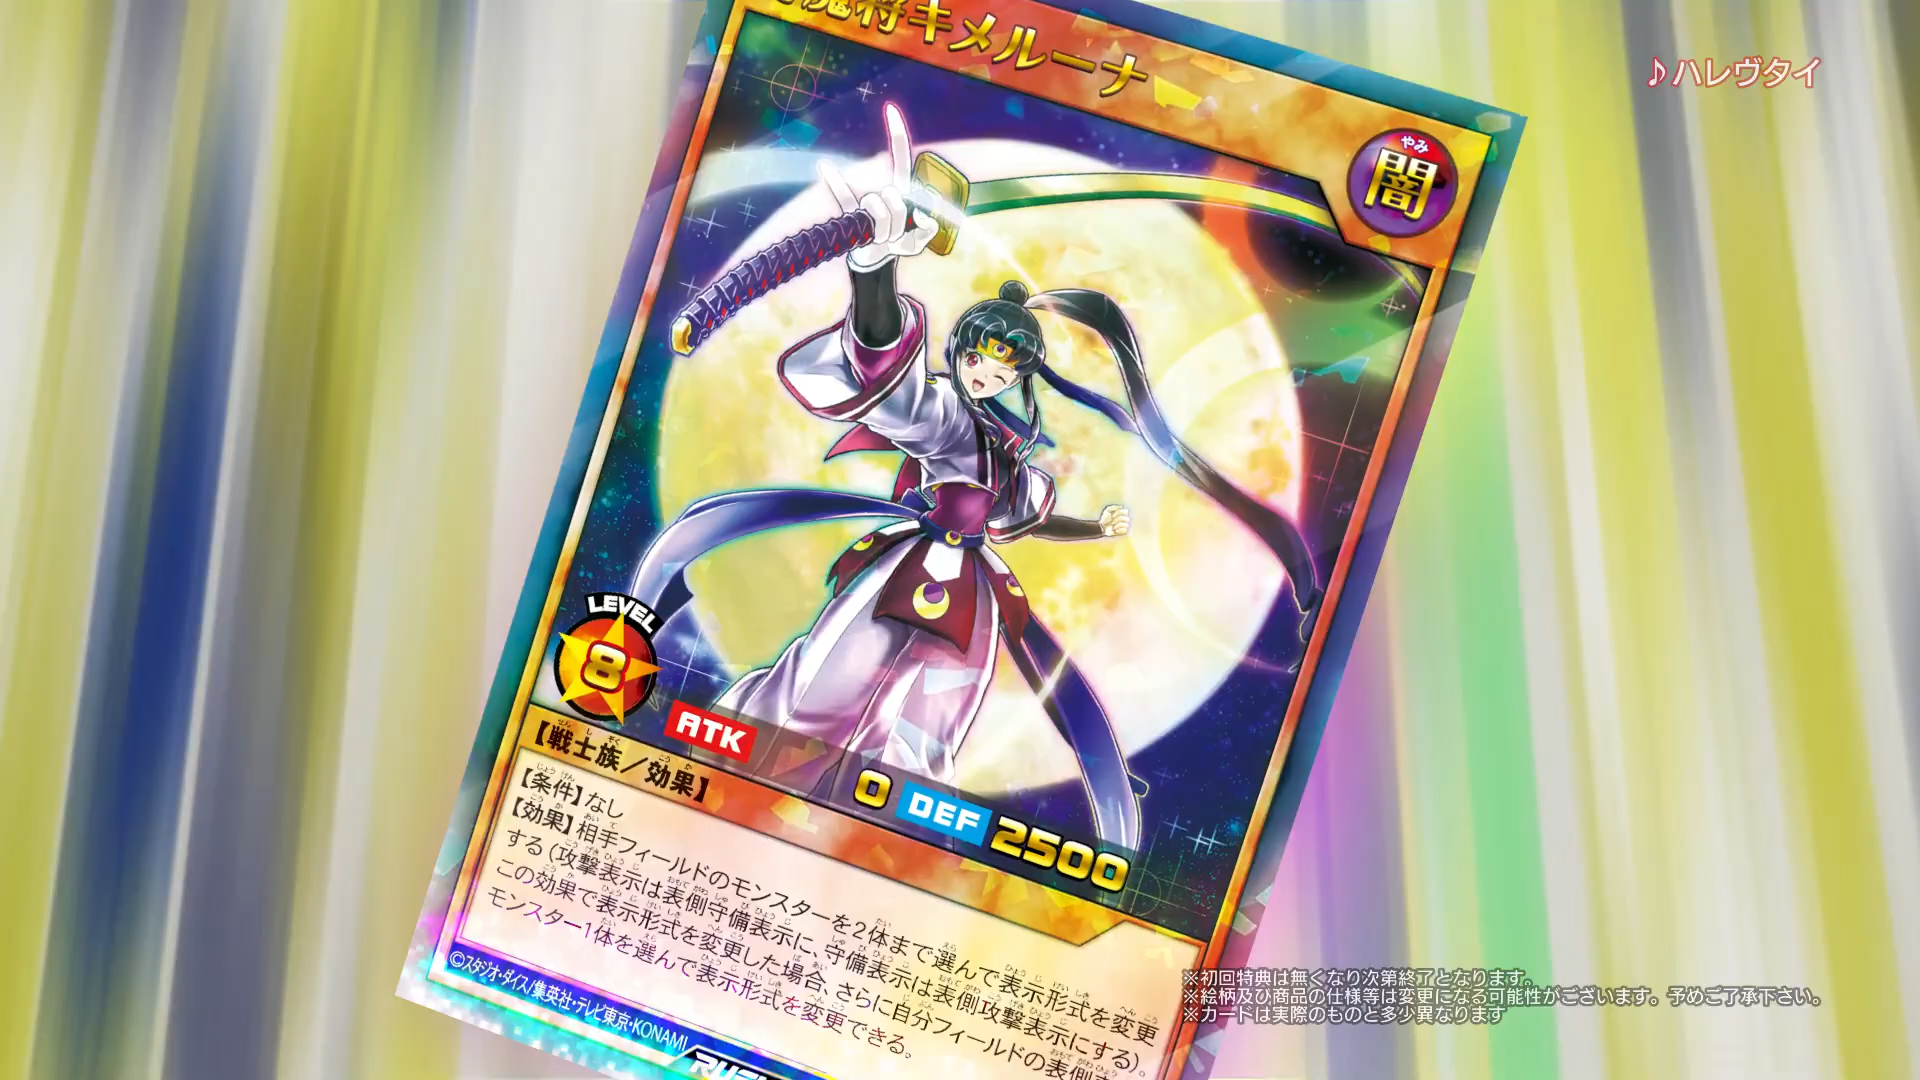 ♪ハレヴタイ
魔将キメルーナ
やみ
闇
LEVEL
8
ATK 0 DEF 2500
【戦士族／効果】
【条件】なし
【効果】相手フィールドのモンスターを2体まで選んで表示形式を変更
する(攻撃表示は表側守備表示に、守備表示は表側攻撃表示にする)。
この効果で表示形式を変更した場合、さらに自分フィールドの表側
モンスター1体を選んで表示形式を変更できる。
©スタジオ・ダイス/集英社・テレビ東京・KONAMI
※初回特典は無くなり次第終了となります。
※絵柄及び商品の仕様等は変更になる可能性がございます。予めご了承下さい。
※カードは実際のものと多少異なります